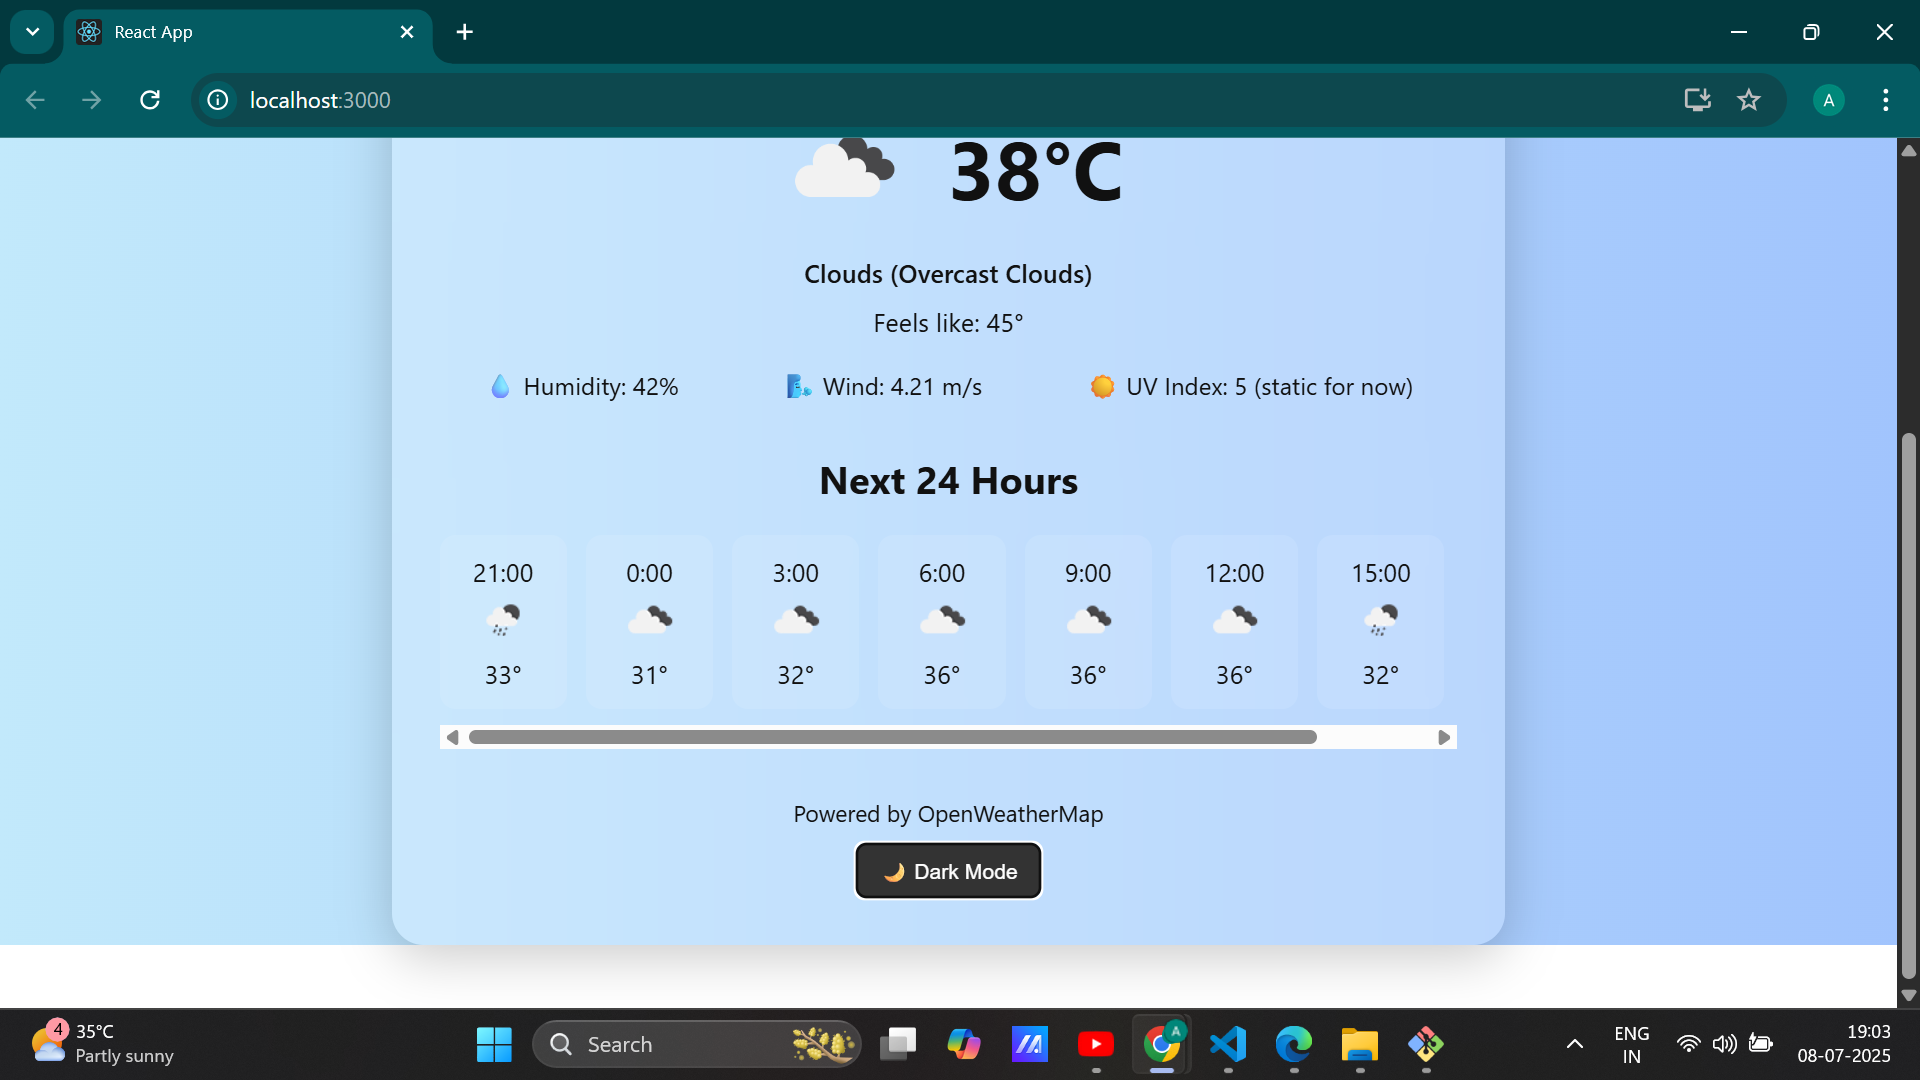 React App
localhost:3000
A
38°C
Clouds (Overcast Clouds)
Feels like: 45°
Humidity: 42%
Wind: 4.21 m/s
UV Index: 5 (static for now)
Next 24 Hours
21:00 0:00 3:00 6:00 9:00 12:00 15:00
33° 31° 32° 36° 36° 36° 32°
Powered by OpenWeatherMap
Dark Mode
4
35°C
Partly sunny
Search
A
ENG
IN
19:03
08-07-2025